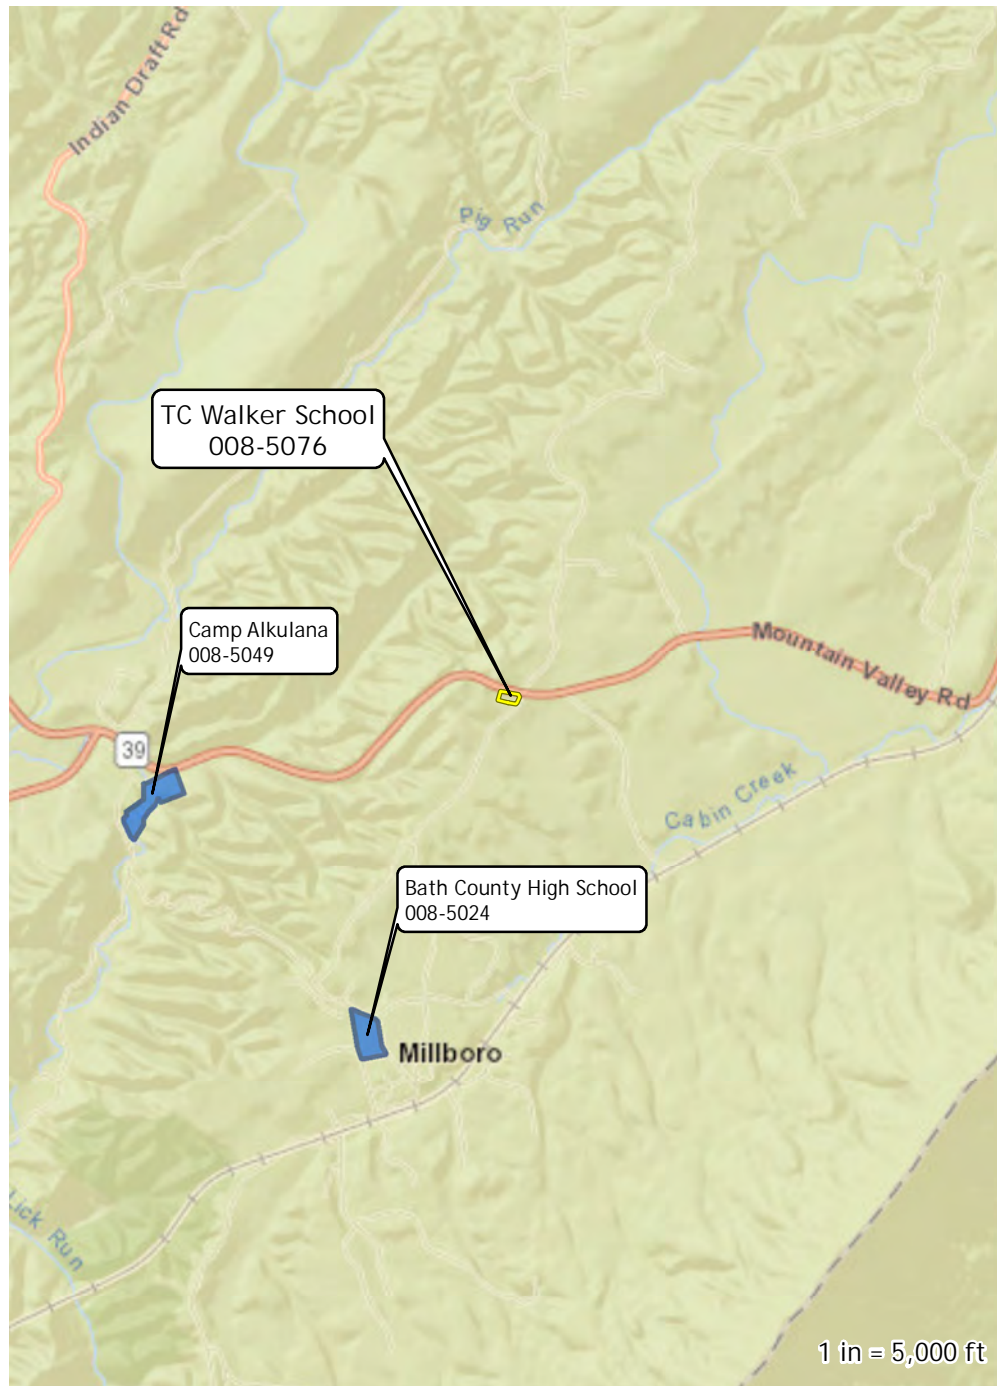 Indian Draft Rd
Pig Run
TC Walker School
008-5076
Camp Alkulana
008-5049
Mountain Valley Rd
39
Cabin Creek
Bath County High School
008-5024
Millboro
Lick Run
1 in = 5,000 ft